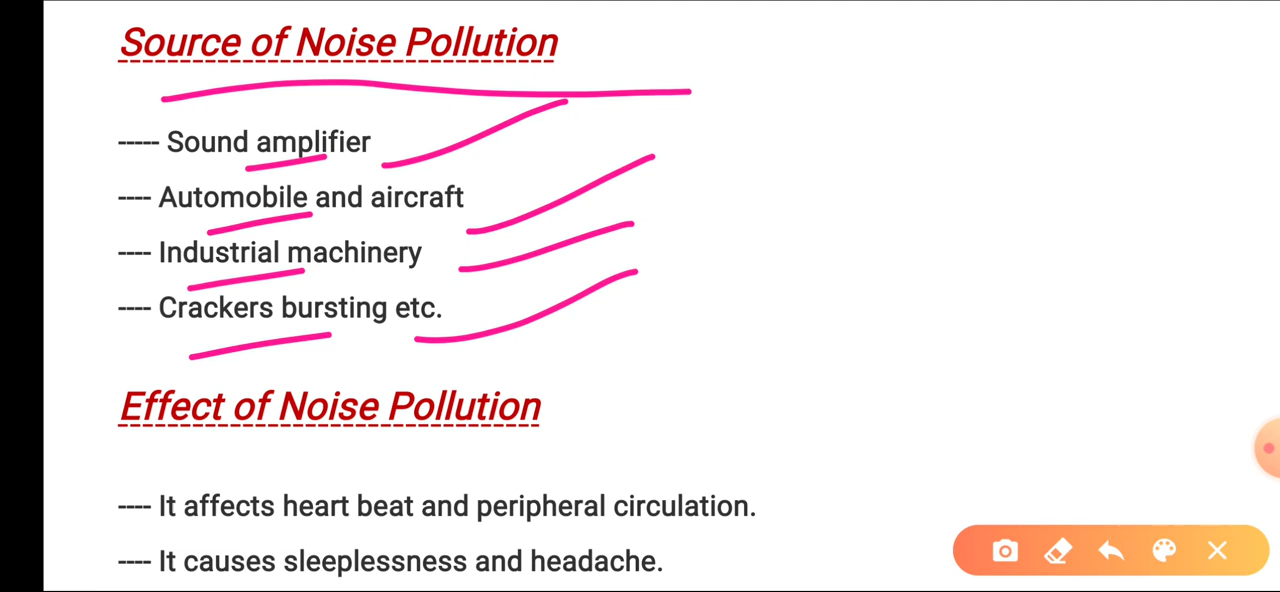 Source of Noise Pollution
----- Sound amplifier
---- Automobile and aircraft
---- Industrial machinery
---- Crackers bursting etc.
Effect of Noise Pollution
---- It affects heart beat and peripheral circulation.
---- It causes sleeplessness and headache.